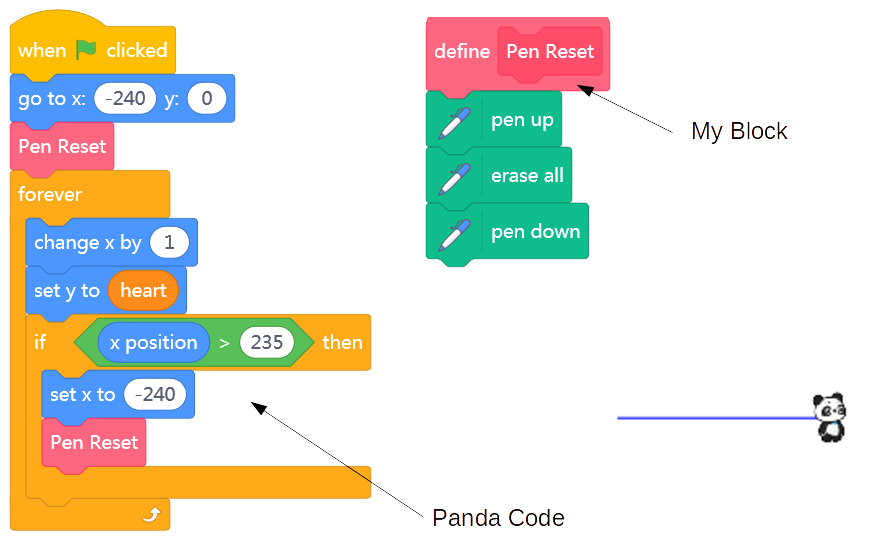 when clicked
go to x: -240 y: 0
Pen Reset
forever
change x by 1
set y to heart
if x position > 235 then
set x to -240
Pen Reset
define Pen Reset
pen up
erase all
pen down
My Block
Panda Code